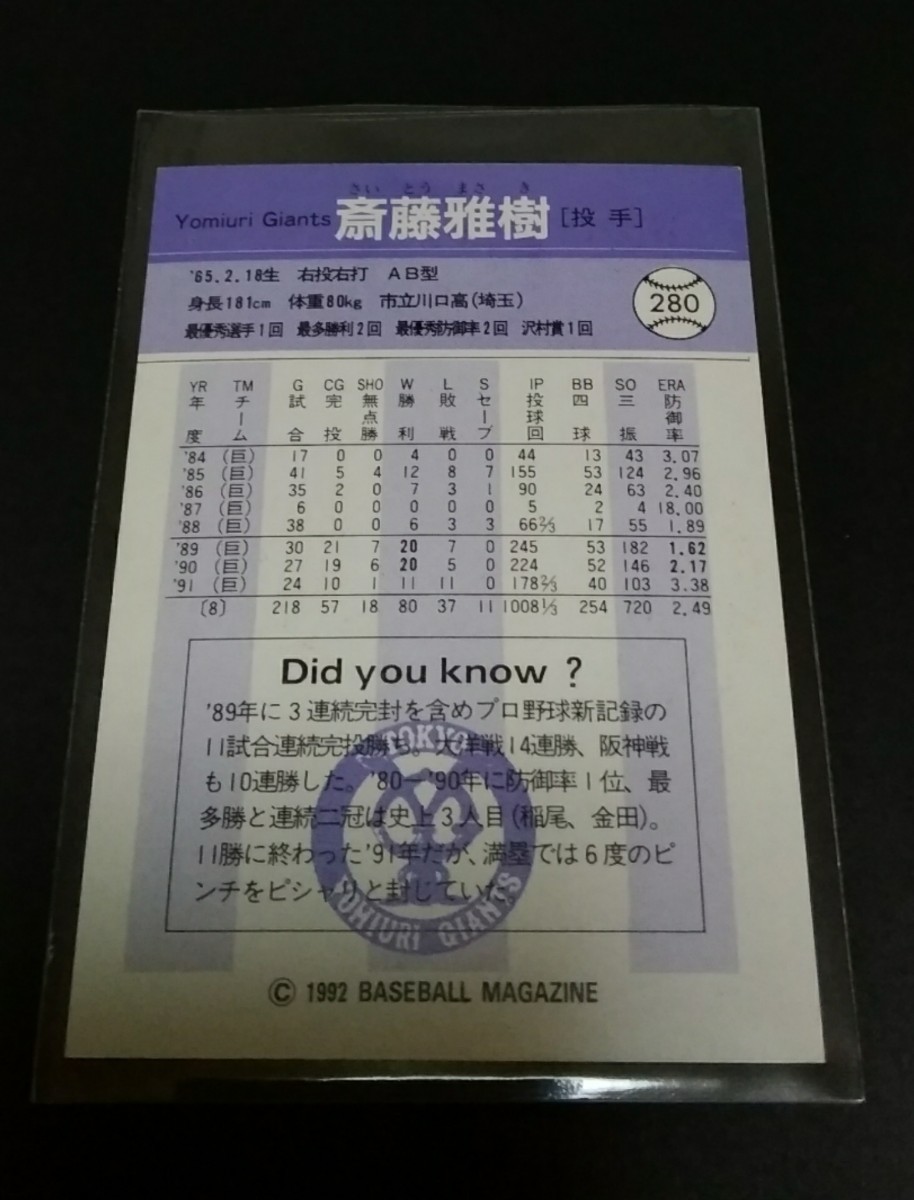 さい とう まさ き
Yomiuri Giants 斎藤雅樹 [投手]
'65.2.18生 右投右打 AB型
身長181cm 体重80kg 市立川口高(埼玉)
280
最優秀選手1回 最多勝利2回 最優秀防御率2回 沢村賞1回
YR TM G CG SHO W L S IP BB SO ERA
年度 チーム 試合 完投 無点勝 勝利 敗戦 セーブ 投球回 四球 三振 防御率
'84 (巨) 17 0 0 4 0 0 44 13 43 3.07
'85 (巨) 41 5 4 12 8 7 155 53 124 2.96
'86 (巨) 35 2 0 7 3 1 90 24 63 2.40
'87 (巨) 6 0 0 0 0 0 5 2 4 18.00
'88 (巨) 38 0 0 6 3 3 66⅔ 17 55 1.89
'89 (巨) 30 21 7 20 7 0 245 53 182 1.62
'90 (巨) 27 19 6 20 5 0 224 52 146 2.17
'91 (巨) 24 10 1 11 11 0 178⅔ 40 103 3.38
(8) 218 57 18 80 37 11 1008⅓ 254 720 2.49
Did you know ?
'89年に3連続完封を含めプロ野球新記録の
11試合連続完投勝ち。大洋戦14連勝、阪神戦
も10連勝した。'80–'90年に防御率1位、最
多勝と連続二冠は史上3人目(稲尾、金田)。
11勝に終わった'91年だが、満塁では6度のピ
ンチをピシャリと封じていた。
TOKYO
YOMIURI GIANTS
© 1992 BASEBALL MAGAZINE